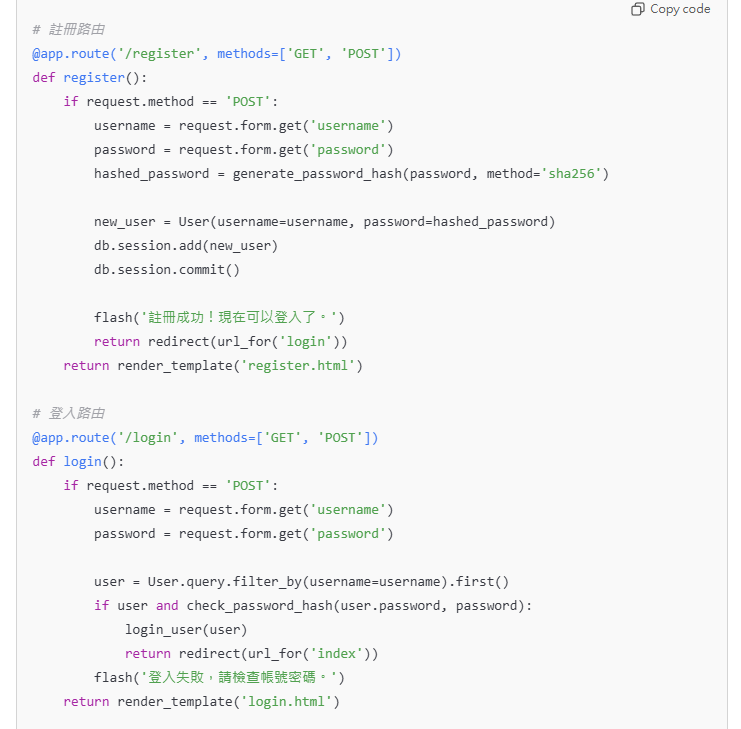 Copy code
# 註冊路由
@app.route('/register', methods=['GET', 'POST'])
def register():
    if request.method == 'POST':
        username = request.form.get('username')
        password = request.form.get('password')
        hashed_password = generate_password_hash(password, method='sha256')

        new_user = User(username=username, password=hashed_password)
        db.session.add(new_user)
        db.session.commit()

        flash('註冊成功！現在可以登入了。')
        return redirect(url_for('login'))
    return render_template('register.html')

# 登入路由
@app.route('/login', methods=['GET', 'POST'])
def login():
    if request.method == 'POST':
        username = request.form.get('username')
        password = request.form.get('password')

        user = User.query.filter_by(username=username).first()
        if user and check_password_hash(user.password, password):
            login_user(user)
            return redirect(url_for('index'))
        flash('登入失敗，請檢查帳號密碼。')
    return render_template('login.html')